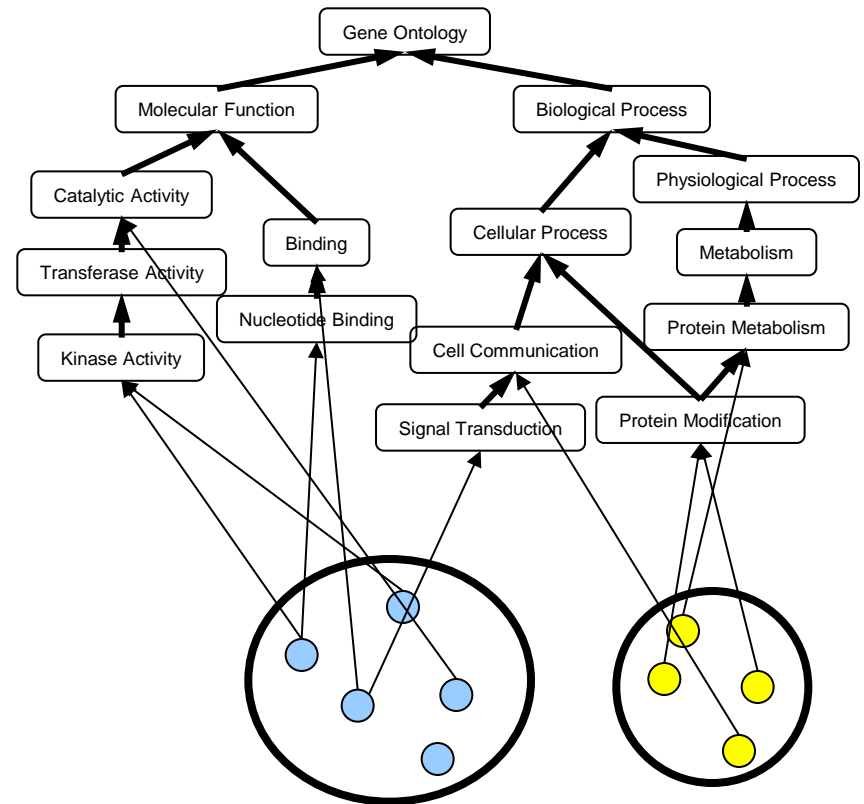 Gene Ontology
Molecular Function
Biological Process
Catalytic Activity
Physiological Process
Binding
Cellular Process
Metabolism
Transferase Activity
Nucleotide Binding
Protein Metabolism
Kinase Activity
Cell Communication
Signal Transduction
Protein Modification